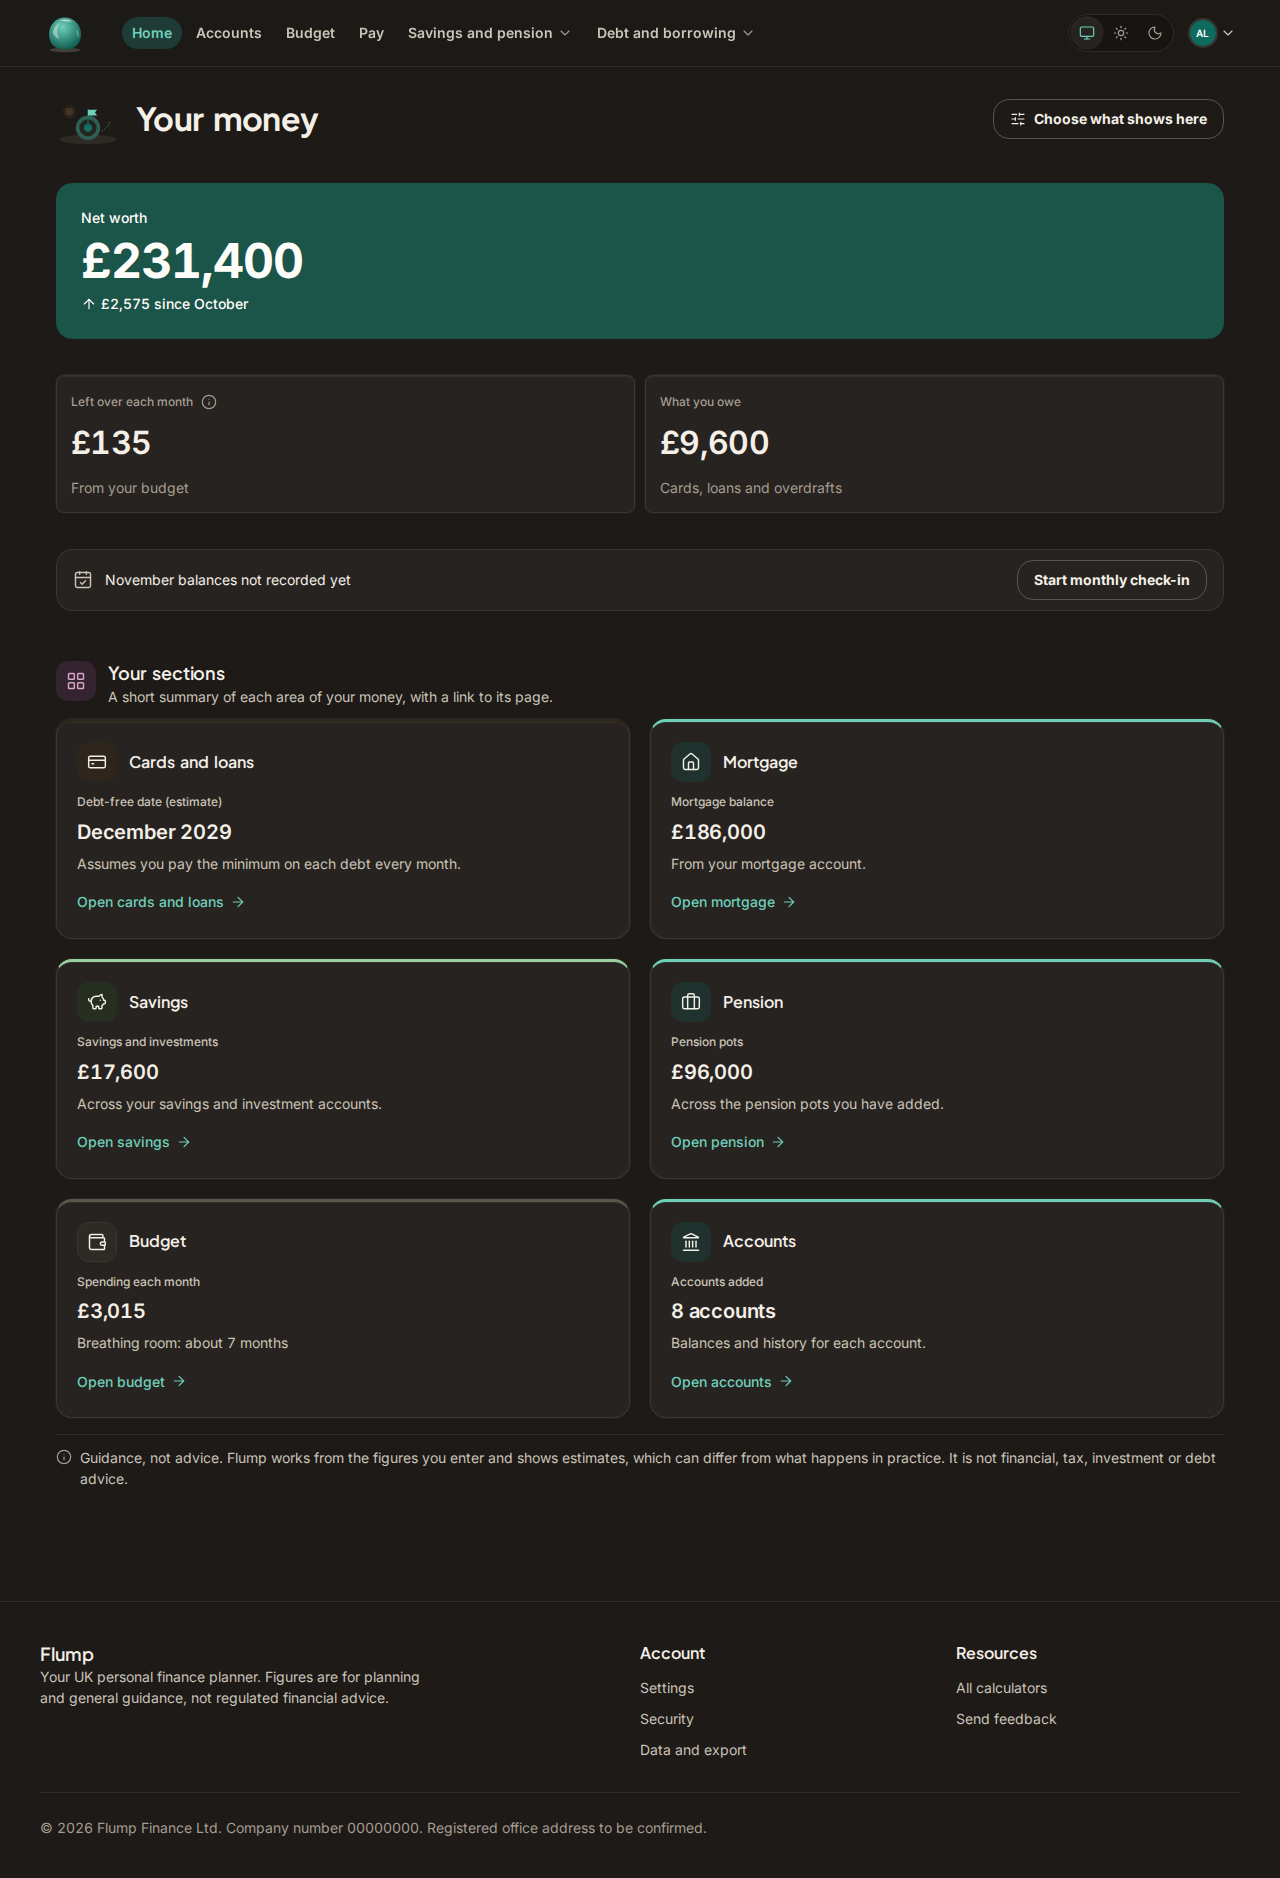 Home
Accounts
Budget
Pay
Savings and pension
Debt and borrowing
AL
Your money
Choose what shows here
Net worth
£231,400
↑ £2,575 since October
Left over each month
£135
From your budget
What you owe
£9,600
Cards, loans and overdrafts
November balances not recorded yet
Start monthly check-in
Your sections
A short summary of each area of your money, with a link to its page.
Cards and loans
Debt-free date (estimate)
December 2029
Assumes you pay the minimum on each debt every month.
Open cards and loans →
Mortgage
Mortgage balance
£186,000
From your mortgage account.
Open mortgage →
Savings
Savings and investments
£17,600
Across your savings and investment accounts.
Open savings →
Pension
Pension pots
£96,000
Across the pension pots you have added.
Open pension →
Budget
Spending each month
£3,015
Breathing room: about 7 months
Open budget →
Accounts
Accounts added
8 accounts
Balances and history for each account.
Open accounts →
Guidance, not advice. Flump works from the figures you enter and shows estimates, which can differ from what happens in practice. It is not financial, tax, investment or debt
advice.
Flump
Your UK personal finance planner. Figures are for planning
and general guidance, not regulated financial advice.
Account
Settings
Security
Data and export
Resources
All calculators
Send feedback
© 2026 Flump Finance Ltd. Company number 00000000. Registered office address to be confirmed.